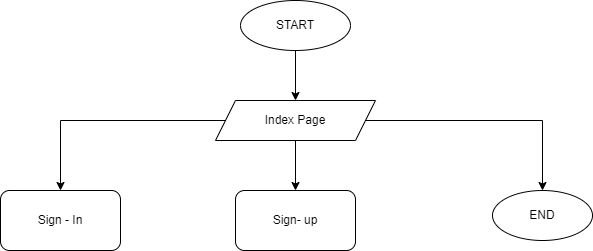 START
Index Page
Sign - In
Sign- up
END